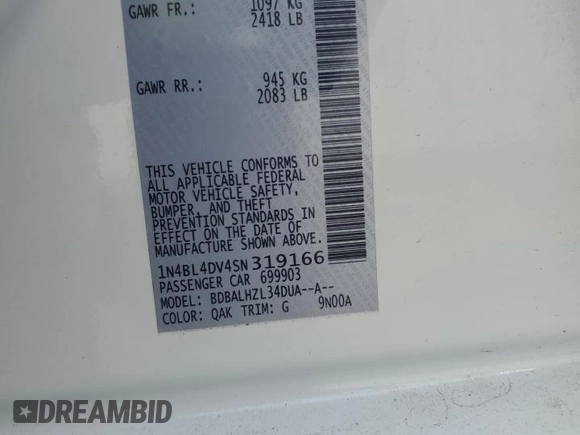 GAWR FR.: 1097 KG
2418 LB
GAWR RR.: 945 KG
2083 LB
THIS VEHICLE CONFORMS TO
ALL APPLICABLE FEDERAL
MOTOR VEHICLE SAFETY,
BUMPER, AND THEFT
PREVENTION STANDARDS IN
EFFECT ON THE DATE OF
MANUFACTURE SHOWN ABOVE.
1N4BL4DV4SN319166
PASSENGER CAR 699903
MODEL: BDBALHZL34DUA--A--
COLOR: QAK TRIM: G 9N00A
DREAMBID